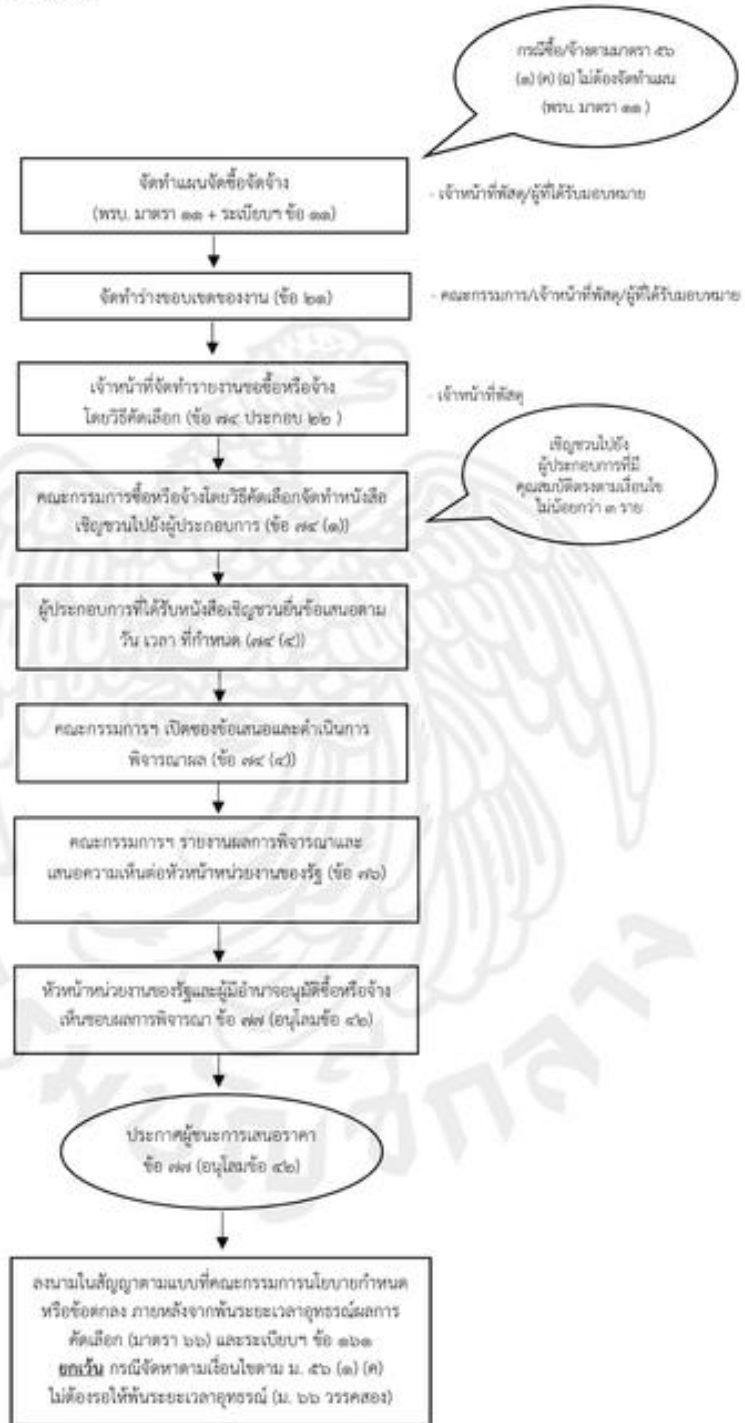 กรณีซื้อ/จ้างตามมาตรา ๕๖
(๑) (ค) (ฉ) ไม่ต้องจัดทำแผน
(พรบ. มาตรา ๑๑ )
จัดทำแผนจัดซื้อจัดจ้าง
(พรบ. มาตรา ๑๑ + ระเบียบฯ ข้อ ๑๑)
- เจ้าหน้าที่พัสดุ/ผู้ที่ได้รับมอบหมาย
จัดทำร่างขอบเขตของงาน (ข้อ ๒๑)
- คณะกรรมการ/เจ้าหน้าที่พัสดุ/ผู้ที่ได้รับมอบหมาย
เจ้าหน้าที่จัดทำรายงานขอซื้อหรือจ้าง
โดยวิธีคัดเลือก (ข้อ ๗๔ ประกอบ ๒๒ )
- เจ้าหน้าที่พัสดุ
เชิญชวนไปยัง
ผู้ประกอบการที่มี
คุณสมบัติตรงตามเงื่อนไข
ไม่น้อยกว่า ๓ ราย
คณะกรรมการซื้อหรือจ้างโดยวิธีคัดเลือกจัดทำหนังสือ
เชิญชวนไปยังผู้ประกอบการ (ข้อ ๗๔ (๑))
ผู้ประกอบการที่ได้รับหนังสือเชิญชวนยื่นข้อเสนอตาม
วัน เวลา ที่กำหนด (๗๔ (๔))
คณะกรรมการฯ เปิดซองข้อเสนอและดำเนินการ
พิจารณาผล (ข้อ ๗๔ (๔))
คณะกรรมการฯ รายงานผลการพิจารณาและ
เสนอความเห็นต่อหัวหน้าหน่วยงานของรัฐ (ข้อ ๗๖)
หัวหน้าหน่วยงานของรัฐและผู้มีอำนาจอนุมัติซื้อหรือจ้าง
เห็นชอบผลการพิจารณา ข้อ ๗๗ (อนุโลมข้อ ๔๒)
ประกาศผู้ชนะการเสนอราคา
ข้อ ๗๗ (อนุโลมข้อ ๔๒)
ลงนามในสัญญาตามแบบที่คณะกรรมการนโยบายกำหนด
หรือข้อตกลง ภายหลังจากพ้นระยะเวลาอุทธรณ์ผลการ
คัดเลือก (มาตรา ๖๖) และระเบียบฯ ข้อ ๑๖๑
ยกเว้น กรณีจัดหาตามเงื่อนไขตาม ม. ๕๖ (๑) (ค)
ไม่ต้องรอให้พ้นระยะเวลาอุทธรณ์ (ม. ๖๖ วรรคสอง)